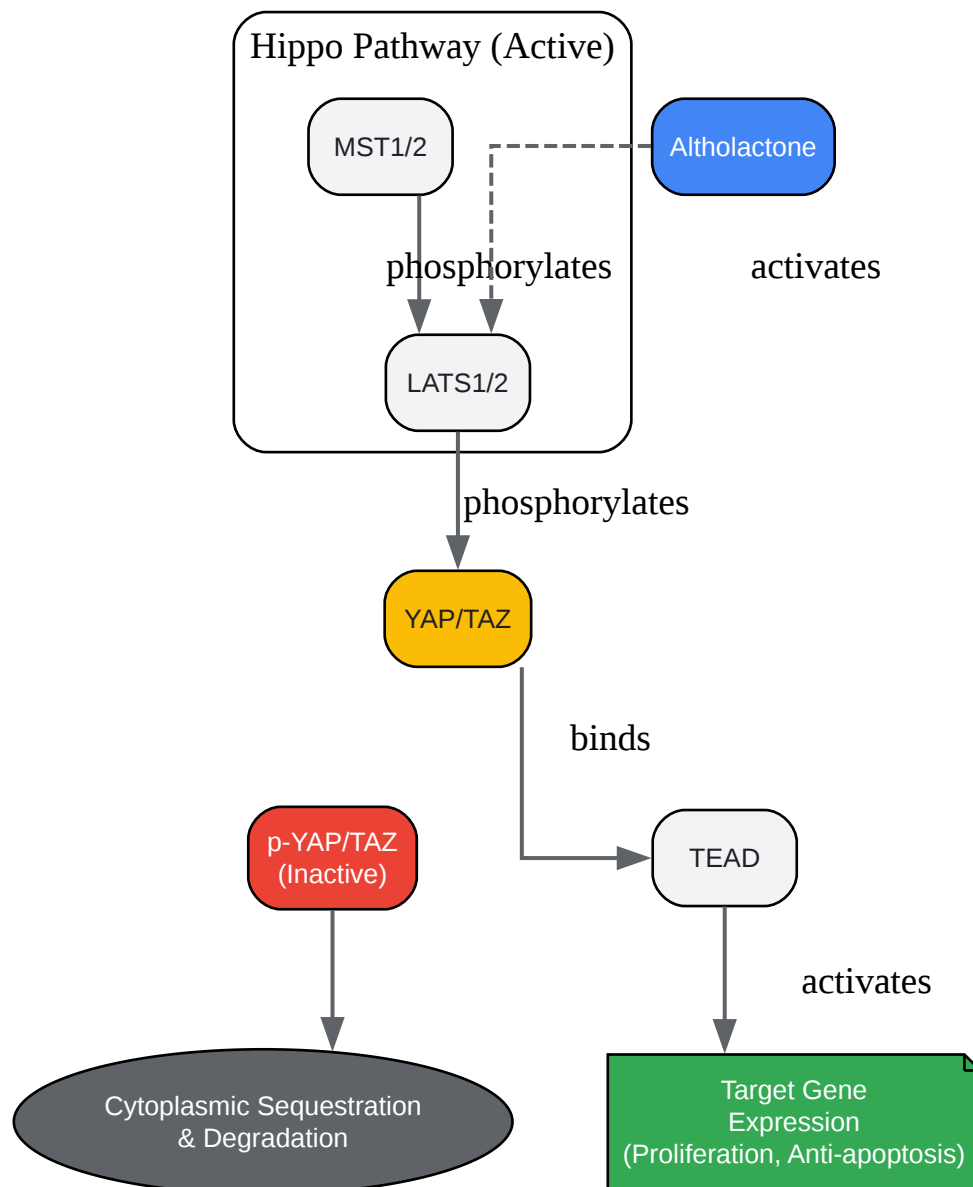 Hippo Pathway (Active)
MST1/2
Altholactone
phosphorylates
activates
LATS1/2
phosphorylates
YAP/TAZ
binds
p-YAP/TAZ
(Inactive)
TEAD
activates
Cytoplasmic Sequestration
& Degradation
Target Gene
Expression
(Proliferation, Anti-apoptosis)